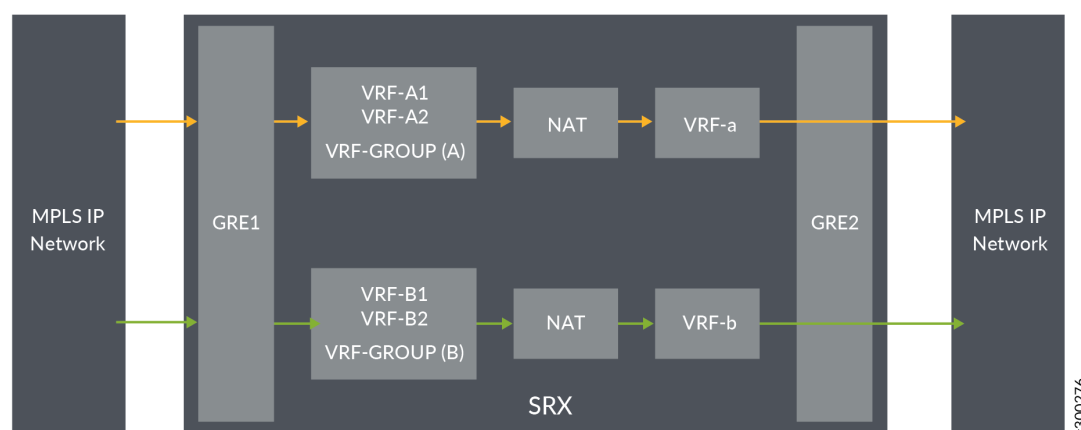 MPLS IP
Network
GRE1
VRF-A1
VRF-A2
VRF-GROUP (A)
NAT
VRF-a
VRF-B1
VRF-B2
VRF-GROUP (B)
NAT
VRF-b
GRE2
SRX
MPLS IP
Network
300276